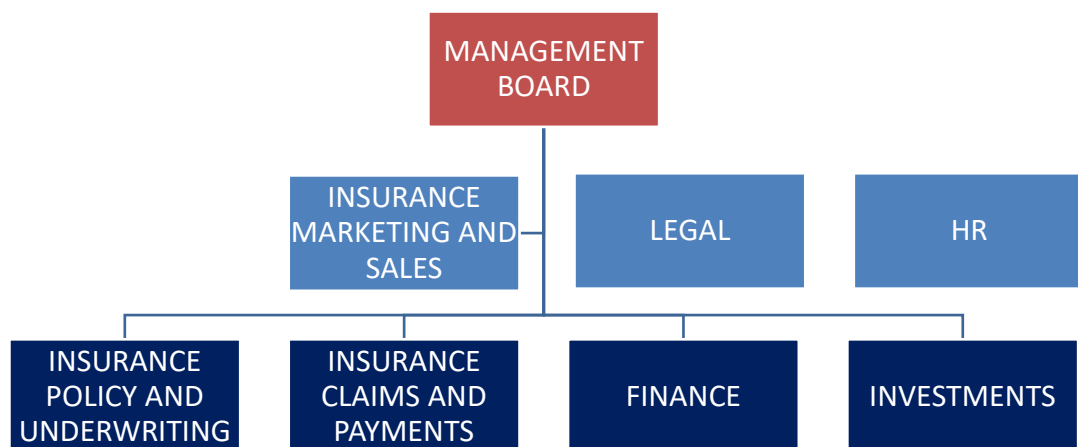 MANAGEMENT
BOARD
INSURANCE
MARKETING AND
SALES
LEGAL
HR
INSURANCE
POLICY AND
UNDERWRITING
INSURANCE
CLAIMS AND
PAYMENTS
FINANCE
INVESTMENTS